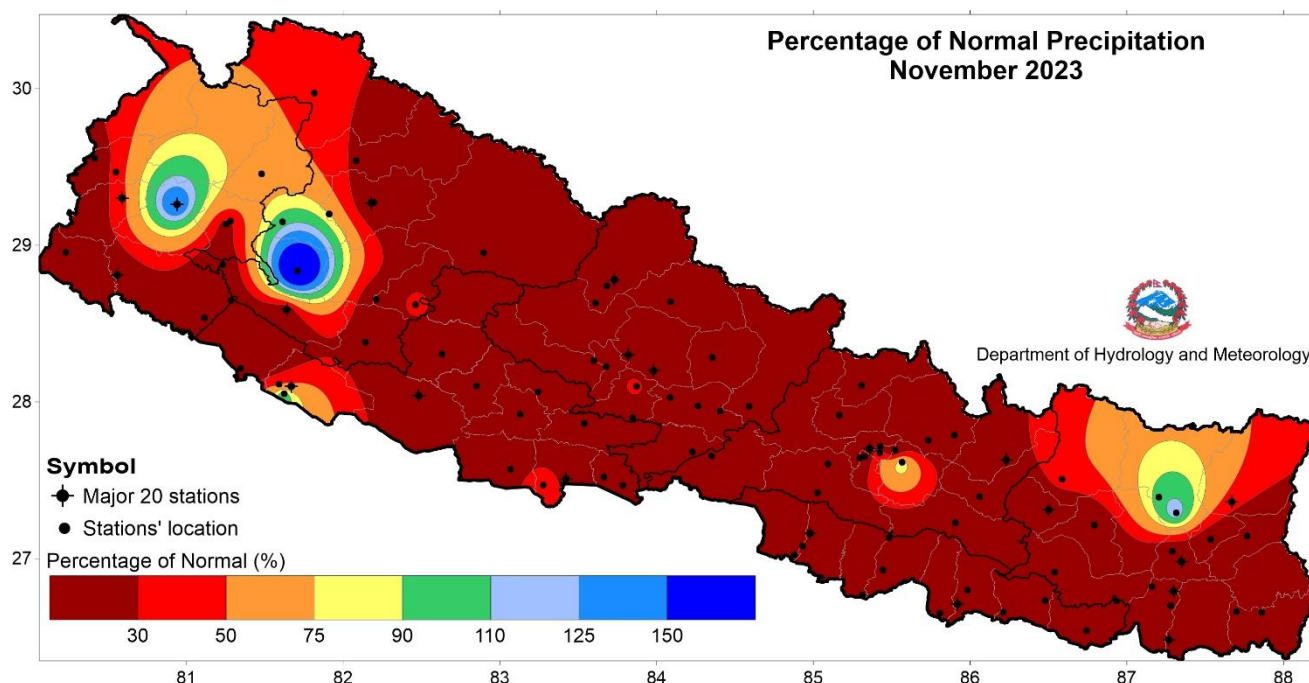 Percentage of Normal Precipitation
November 2023
30
29
28
27
Department of Hydrology and Meteorology
Symbol
Major 20 stations
Stations' location
Percentage of Normal (%)
30 50 75 90 110 125 150
81 82 83 84 85 86 87 88